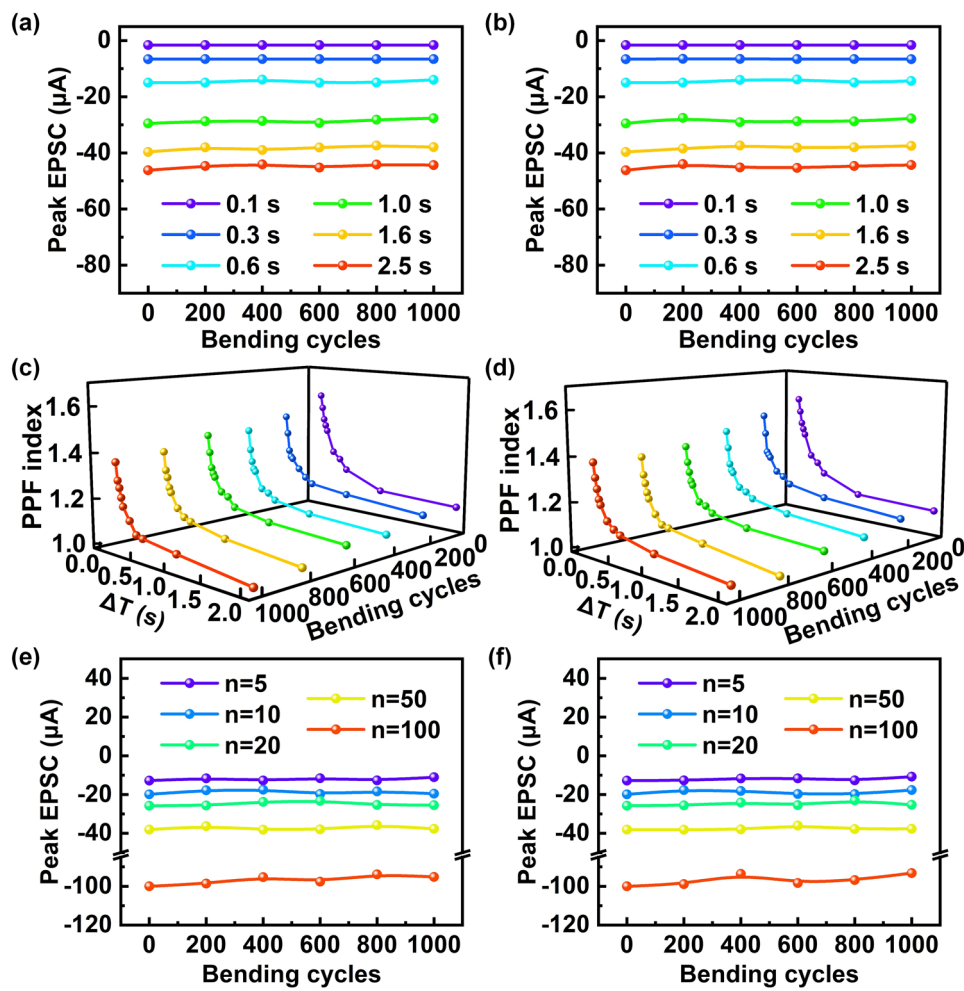 (a)
Peak EPSC (μA)
0
-20
-40
-60
-80
0.1 s
0.3 s
0.6 s
1.0 s
1.6 s
2.5 s
0 200 400 600 800 1000
Bending cycles
(b)
Peak EPSC (μA)
0
-20
-40
-60
-80
0.1 s
0.3 s
0.6 s
1.0 s
1.6 s
2.5 s
0 200 400 600 800 1000
Bending cycles
(c)
PPF index
1.6
1.4
1.2
1.0
0.0 0.5 1.0 1.5 2.0
ΔT (s)
1000 800 600 400 200 0
Bending cycles
(d)
PPF index
1.6
1.4
1.2
1.0
0.0 0.5 1.0 1.5 2.0
ΔT (s)
1000 800 600 400 200 0
Bending cycles
(e)
Peak EPSC (μA)
40
20
0
-20
-40
-100
-120
n=5
n=10
n=20
n=50
n=100
0 200 400 600 800 1000
Bending cycles
(f)
Peak EPSC (μA)
40
20
0
-20
-40
-100
-120
n=5
n=10
n=20
n=50
n=100
0 200 400 600 800 1000
Bending cycles